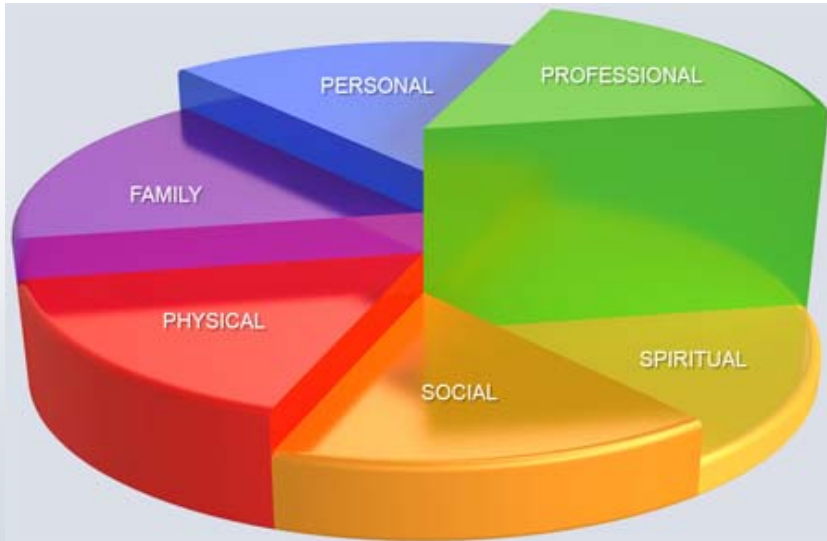 PROFESSIONAL
PERSONAL
FAMILY
PHYSICAL
SPIRITUAL
SOCIAL